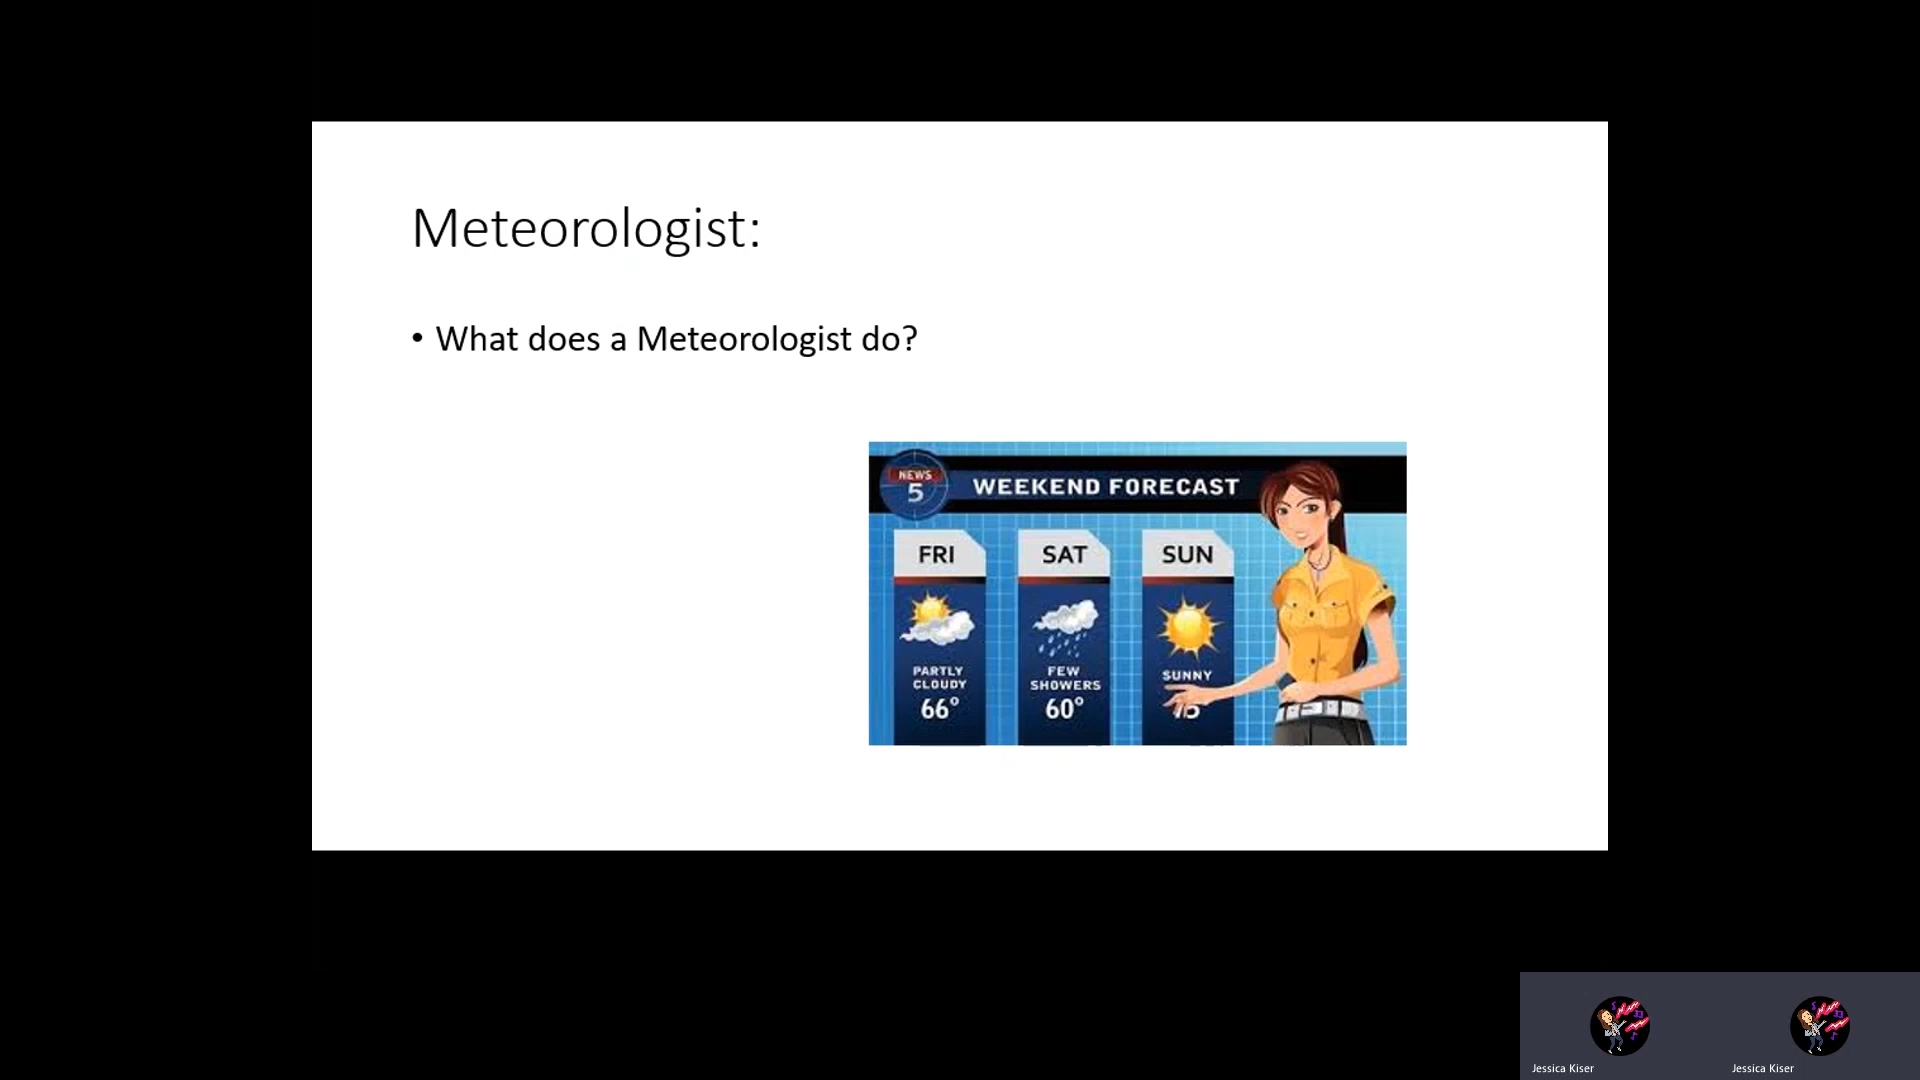 Meteorologist:
• What does a Meteorologist do?
NEWS
5
WEEKEND FORECAST
FRI
SAT
SUN
PARTLY
CLOUDY
66°
FEW
SHOWERS
60°
SUNNY
Jessica Kiser
Jessica Kiser